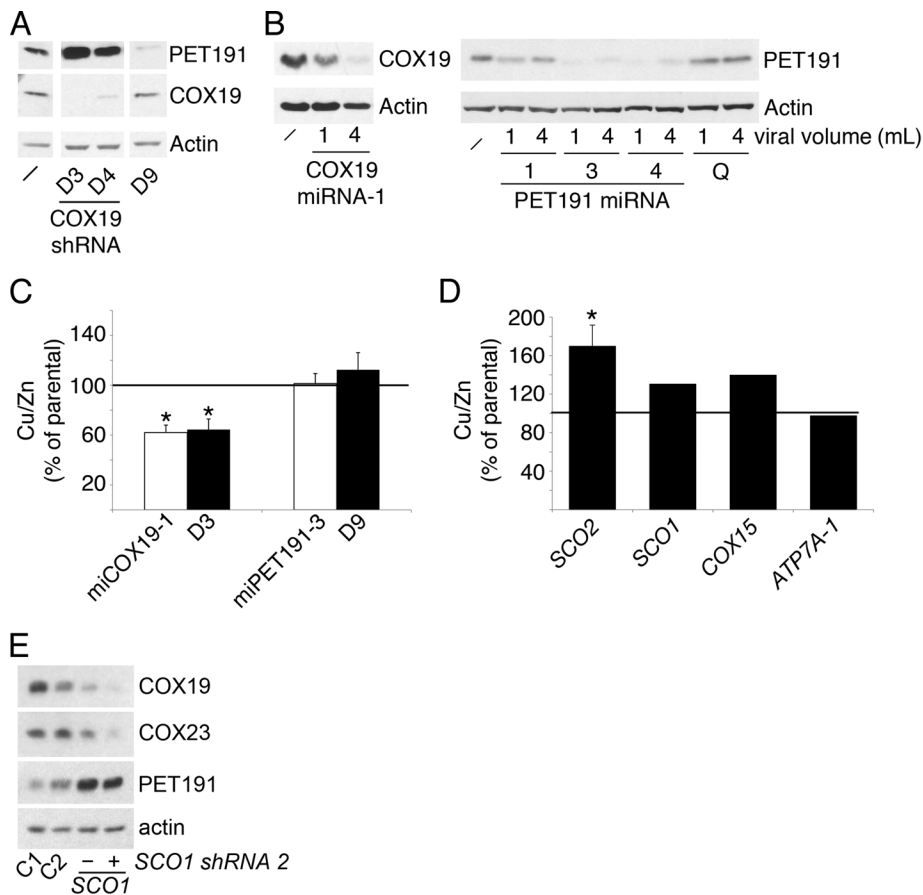 A
PET191
COX19
Actin
– D3 D4 D9
COX19
shRNA
B
COX19
Actin
– 1 4
COX19
miRNA-1
PET191
Actin
– 1 4 1 4 1 4 1 4 viral volume (mL)
1 3 4 Q
PET191 miRNA
C
Cu/Zn
(% of parental)
140
100
60
20
* *
miCOX19-1 D3 miPET191-3 D9
D
Cu/Zn
(% of parental)
200
160
120
80
40
*
SCO2 SCO1 COX15 ATP7A-1
E
COX19
COX23
PET191
actin
C1 C2 – + SCO1 shRNA 2
SCO1